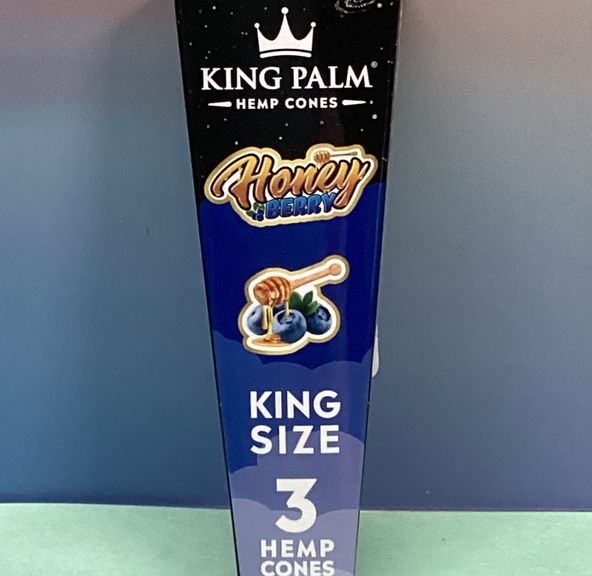 KING PALM®
HEMP CONES
Honey
BERRY
KING
SIZE
3
HEMP
CONES